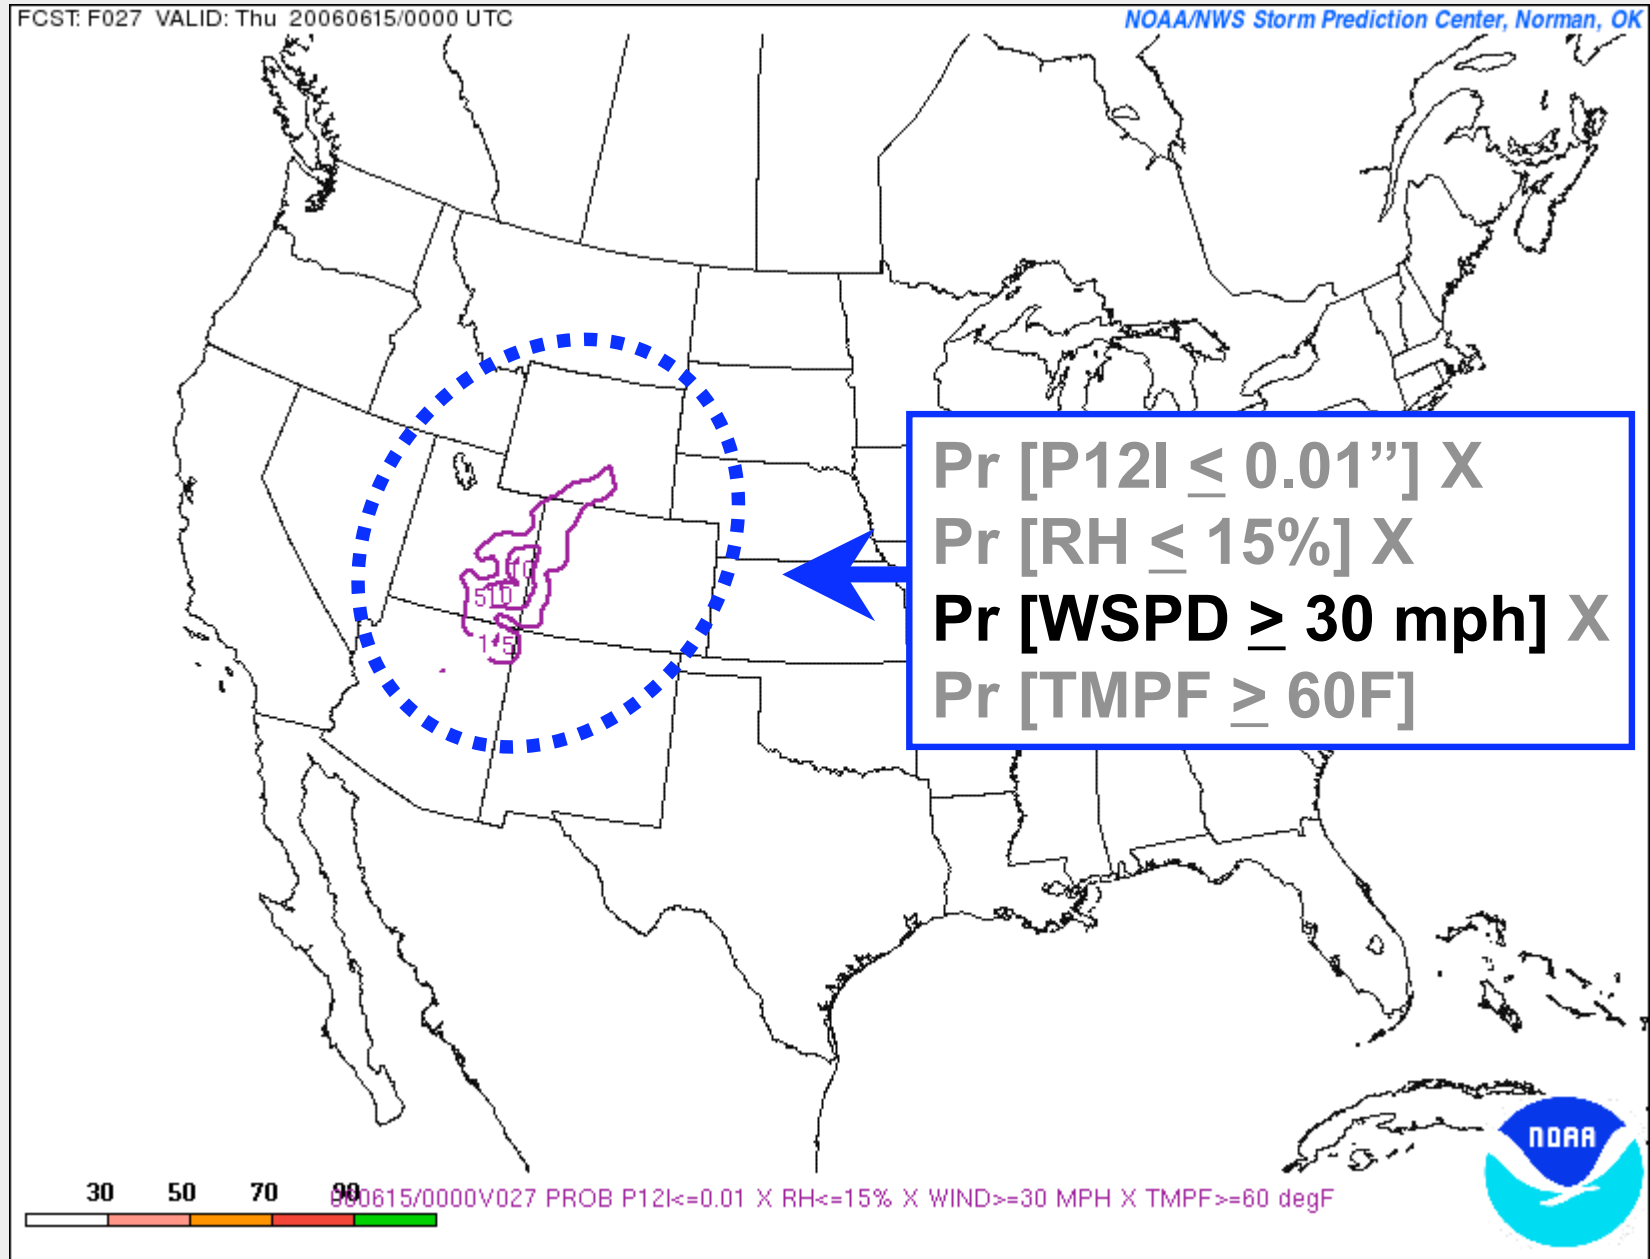 FCST: F027 VALID: Thu 20060615/0000 UTC
NOAA/NWS Storm Prediction Center, Norman, OK
Pr [P12I ≤ 0.01”] X
Pr [RH ≤ 15%] X
Pr [WSPD ≥ 30 mph] X
Pr [TMPF ≥ 60F]
510
15
NOAA
30 50 70 90
060615/0000V027 PROB P12I<=0.01 X RH<=15% X WIND>=30 MPH X TMPF>=60 degF